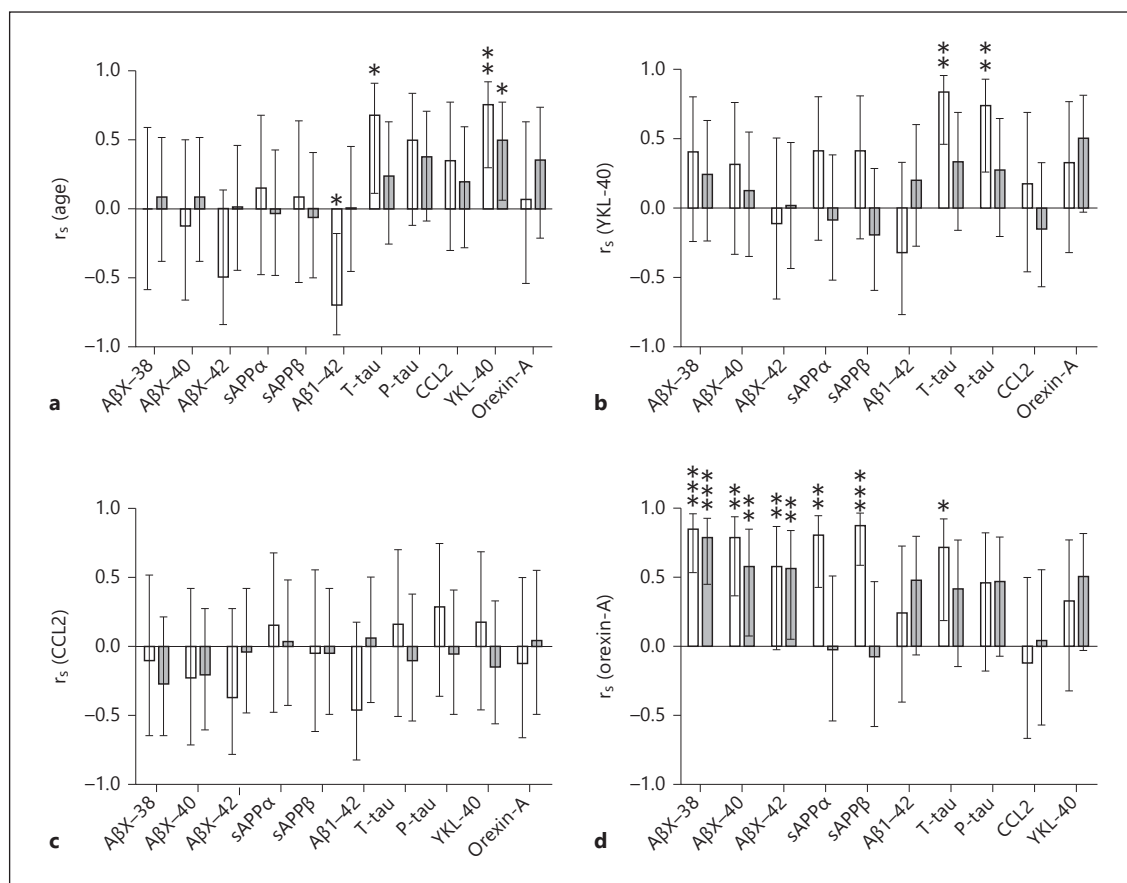 1.0
0.5
0.0
−0.5
−1.0
rs (age)
*
*
**
*
AβX–38
AβX–40
AβX–42
sAPPα
sAPPβ
Aβ1–42
T-tau
P-tau
CCL2
YKL-40
Orexin-A
a
1.0
0.5
0.0
−0.5
−1.0
rs (YKL-40)
**
**
AβX–38
AβX–40
AβX–42
sAPPα
sAPPβ
Aβ1–42
T-tau
P-tau
CCL2
Orexin-A
b
1.0
0.5
0.0
−0.5
−1.0
rs (CCL2)
AβX–38
AβX–40
AβX–42
sAPPα
sAPPβ
Aβ1–42
T-tau
P-tau
YKL-40
Orexin-A
c
1.0
0.5
0.0
−0.5
−1.0
rs (orexin-A)
***
***
**
**
**
**
**
***
*
AβX–38
AβX–40
AβX–42
sAPPα
sAPPβ
Aβ1–42
T-tau
P-tau
CCL2
YKL-40
d